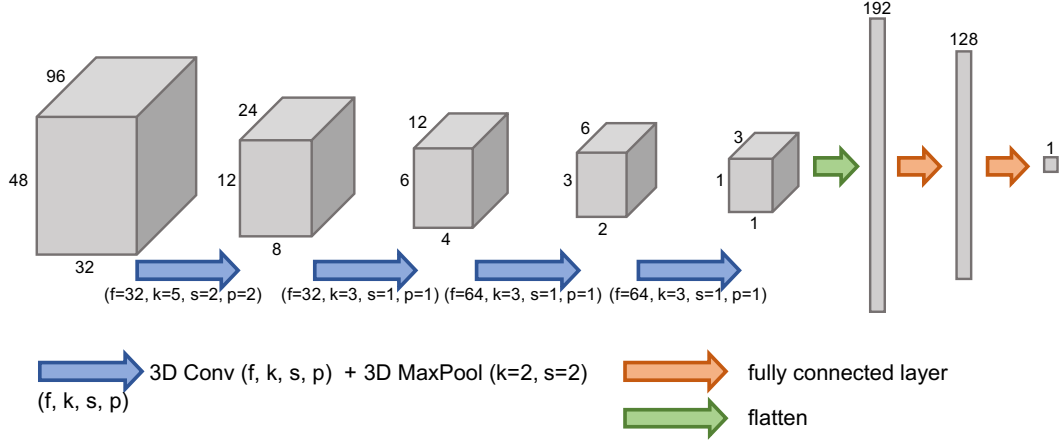 96
48
32
24
12
8
12
6
4
6
3
2
3
1
1
192
128
1
(f=32, k=5, s=2, p=2)
(f=32, k=3, s=1, p=1)
(f=64, k=3, s=1, p=1)
(f=64, k=3, s=1, p=1)
3D Conv (f, k, s, p) + 3D MaxPool (k=2, s=2)
(f, k, s, p)
fully connected layer
flatten